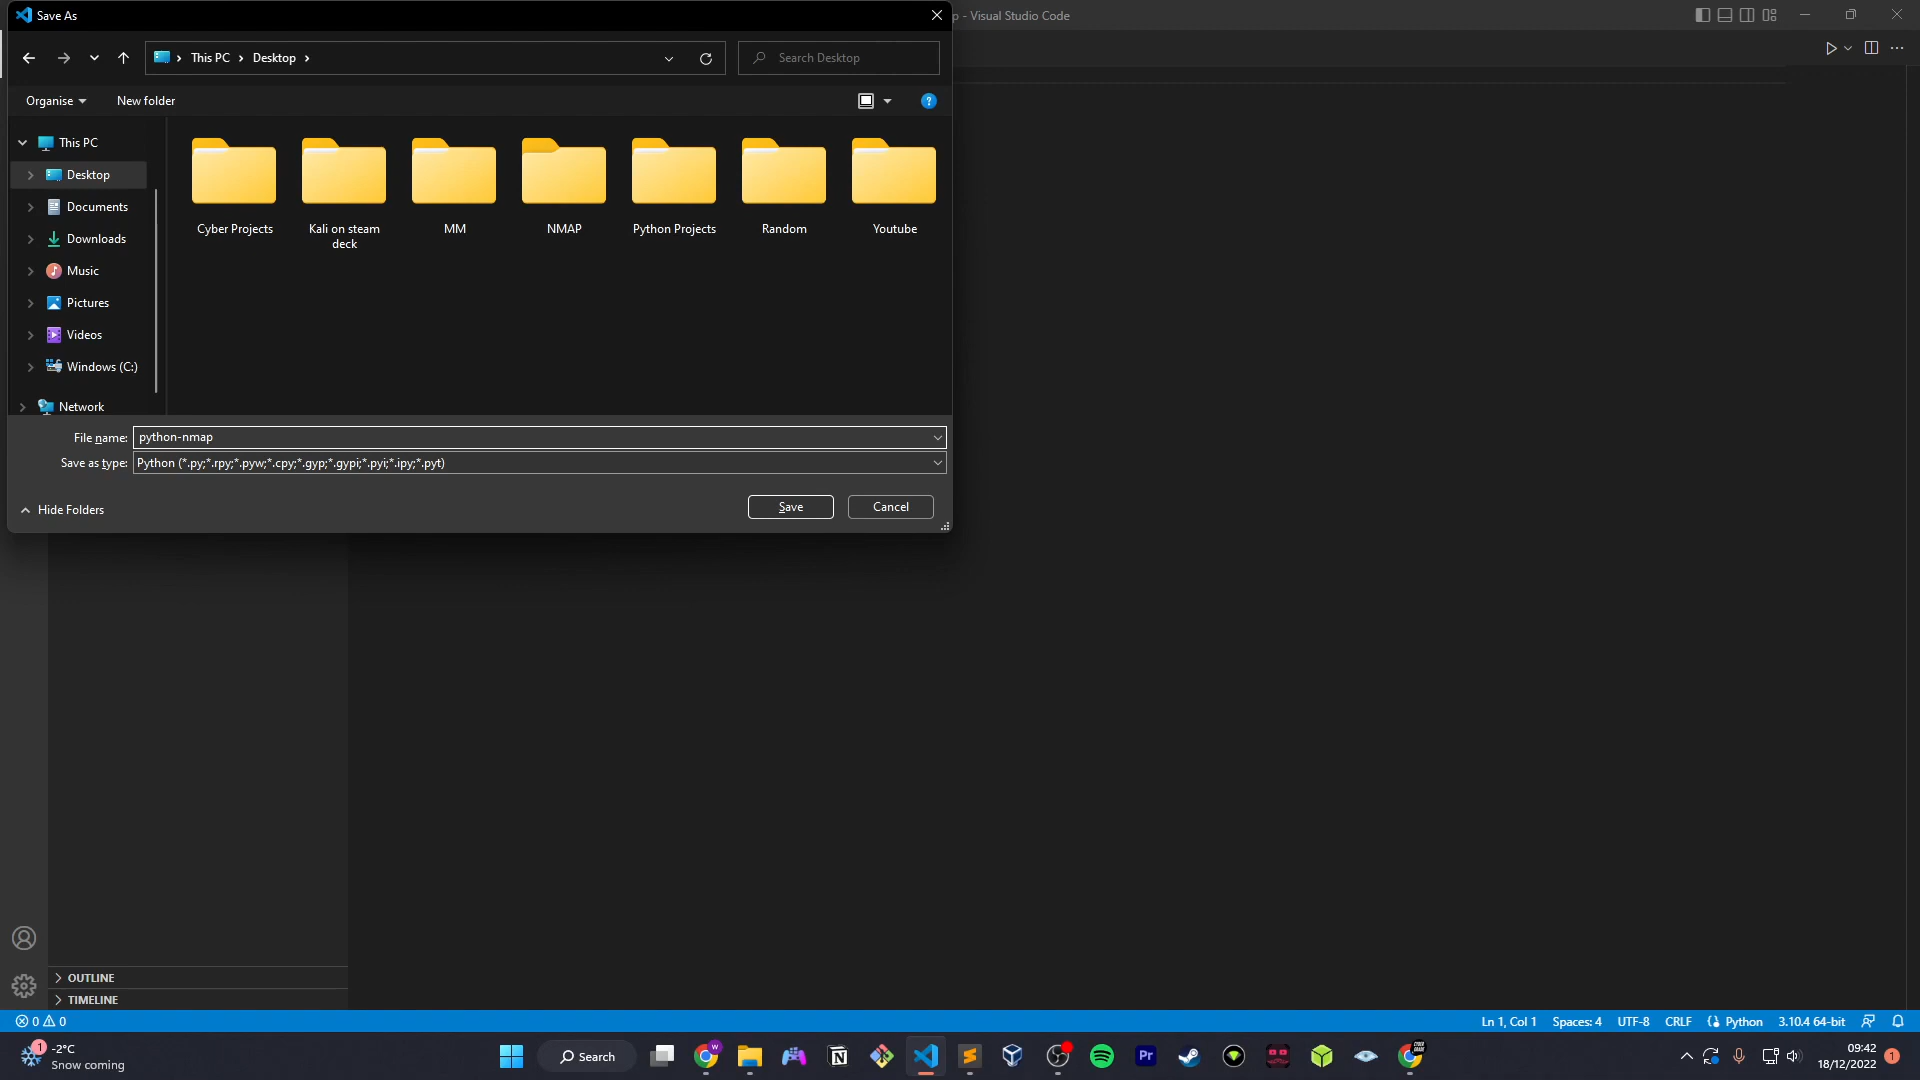 Save As
p - Visual Studio Code
This PC
Desktop
Search Desktop
Organise
New folder
This PC
Desktop
Documents
Downloads
Music
Pictures
Videos
Windows (C:)
Network
Cyber Projects
Kali on steam
deck
MM
NMAP
Python Projects
Random
Youtube
File name: python-nmap
Save as type: Python (*.py;*.rpy;*.pyw;*.cpy;*.gyp;*.gypi;*.pyi;*.ipy;*.pyt)
Hide Folders
Save
Cancel
OUTLINE
TIMELINE
0 0
Ln 1, Col 1
Spaces: 4
UTF-8
CRLF
Python
3.10.4 64-bit
1
-2°C
Snow coming
Search
W
Pr
09:42
18/12/2022
1